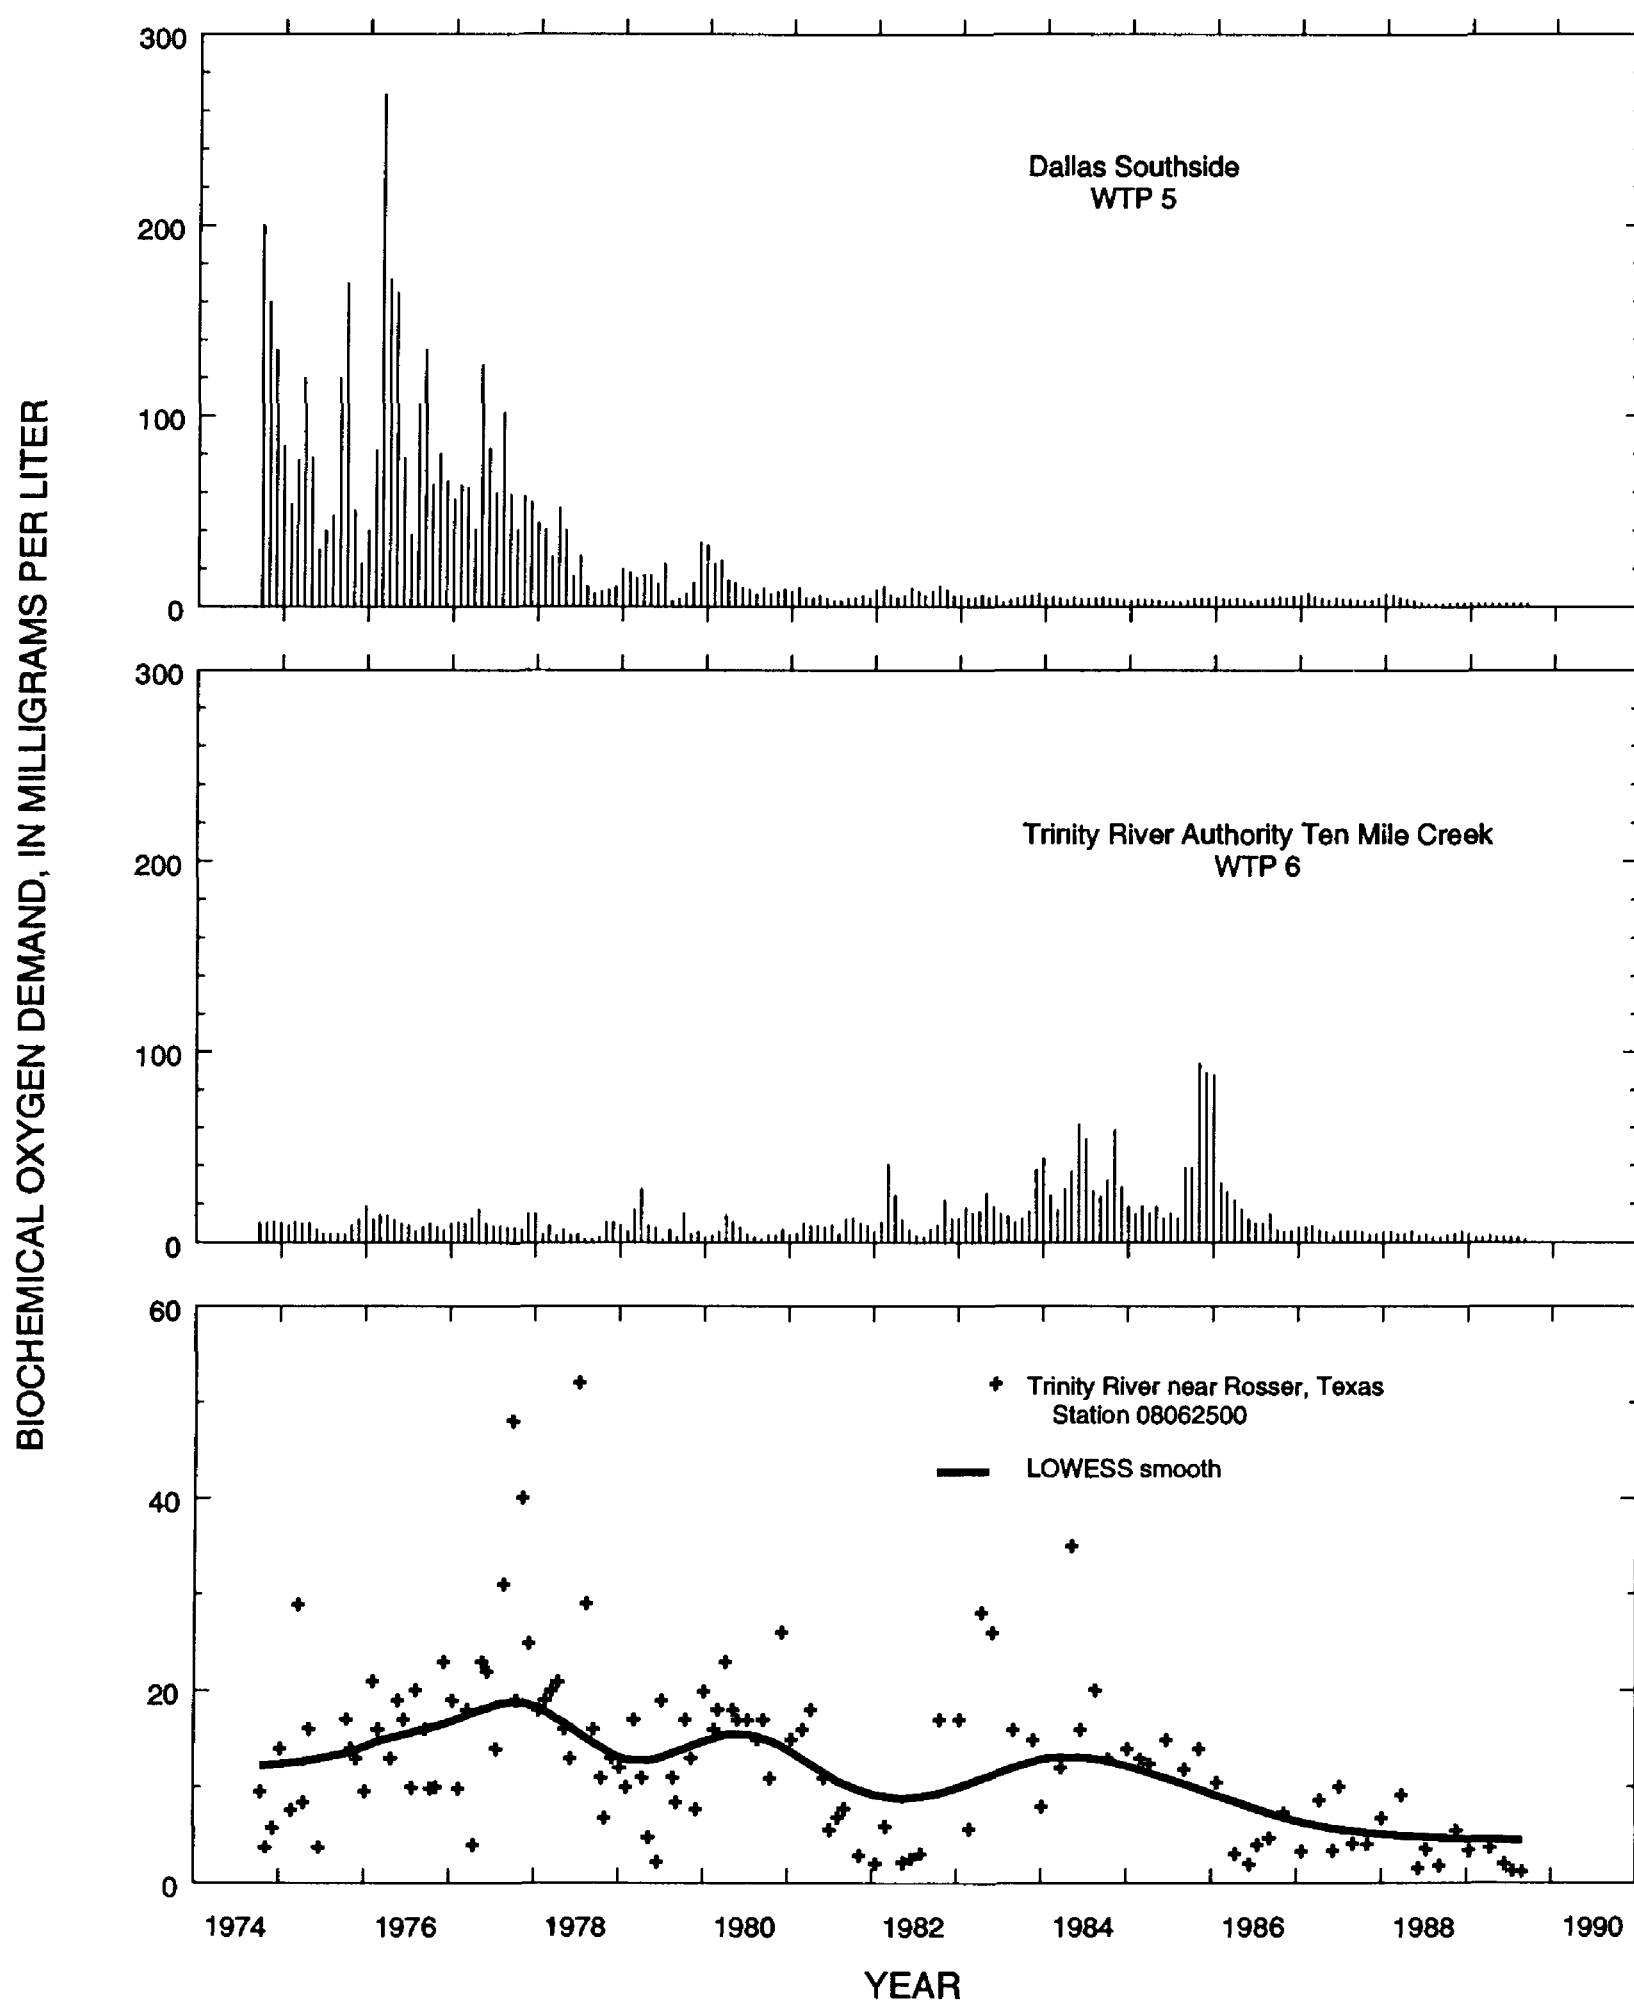 BIOCHEMICAL OXYGEN DEMAND, IN MILLIGRAMS PER LITER
300
200
100
0
Dallas Southside
WTP 5
300
200
100
0
Trinity River Authority Ten Mile Creek
WTP 6
60
40
20
0
Trinity River near Rosser, Texas
Station 08062500
LOWESS smooth
1974 1976 1978 1980 1982 1984 1986 1988 1990
YEAR